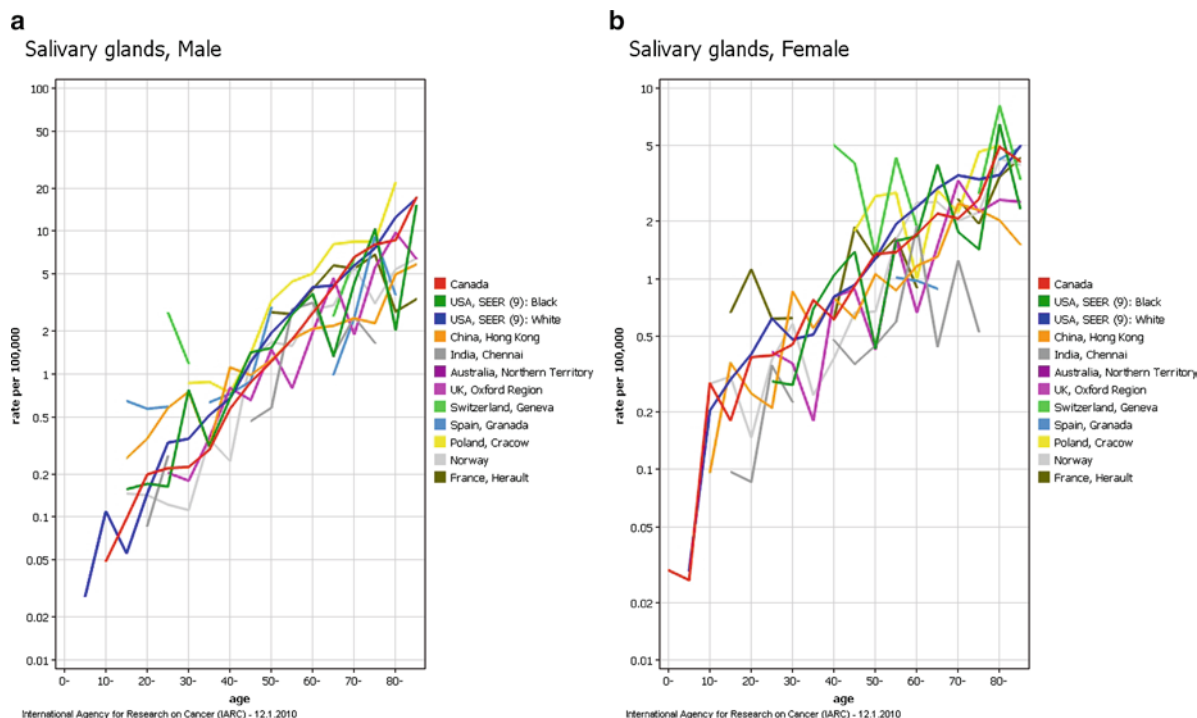 a
Salivary glands, Male
100
50
20
10
5
2
1
0.5
0.2
0.1
0.05
0.02
0.01
rate per 100,000
0- 10- 20- 30- 40- 50- 60- 70- 80-
age
Canada
USA, SEER (9): Black
USA, SEER (9): White
China, Hong Kong
India, Chennai
Australia, Northern Territory
UK, Oxford Region
Switzerland, Geneva
Spain, Granada
Poland, Cracow
Norway
France, Herault
International Agency for Research on Cancer (IARC) - 12.1.2010
b
Salivary glands, Female
10
5
2
1
0.5
0.2
0.1
0.05
0.02
0.01
rate per 100,000
0- 10- 20- 30- 40- 50- 60- 70- 80-
age
Canada
USA, SEER (9): Black
USA, SEER (9): White
China, Hong Kong
India, Chennai
Australia, Northern Territory
UK, Oxford Region
Switzerland, Geneva
Spain, Granada
Poland, Cracow
Norway
France, Herault
International Agency for Research on Cancer (IARC) - 12.1.2010